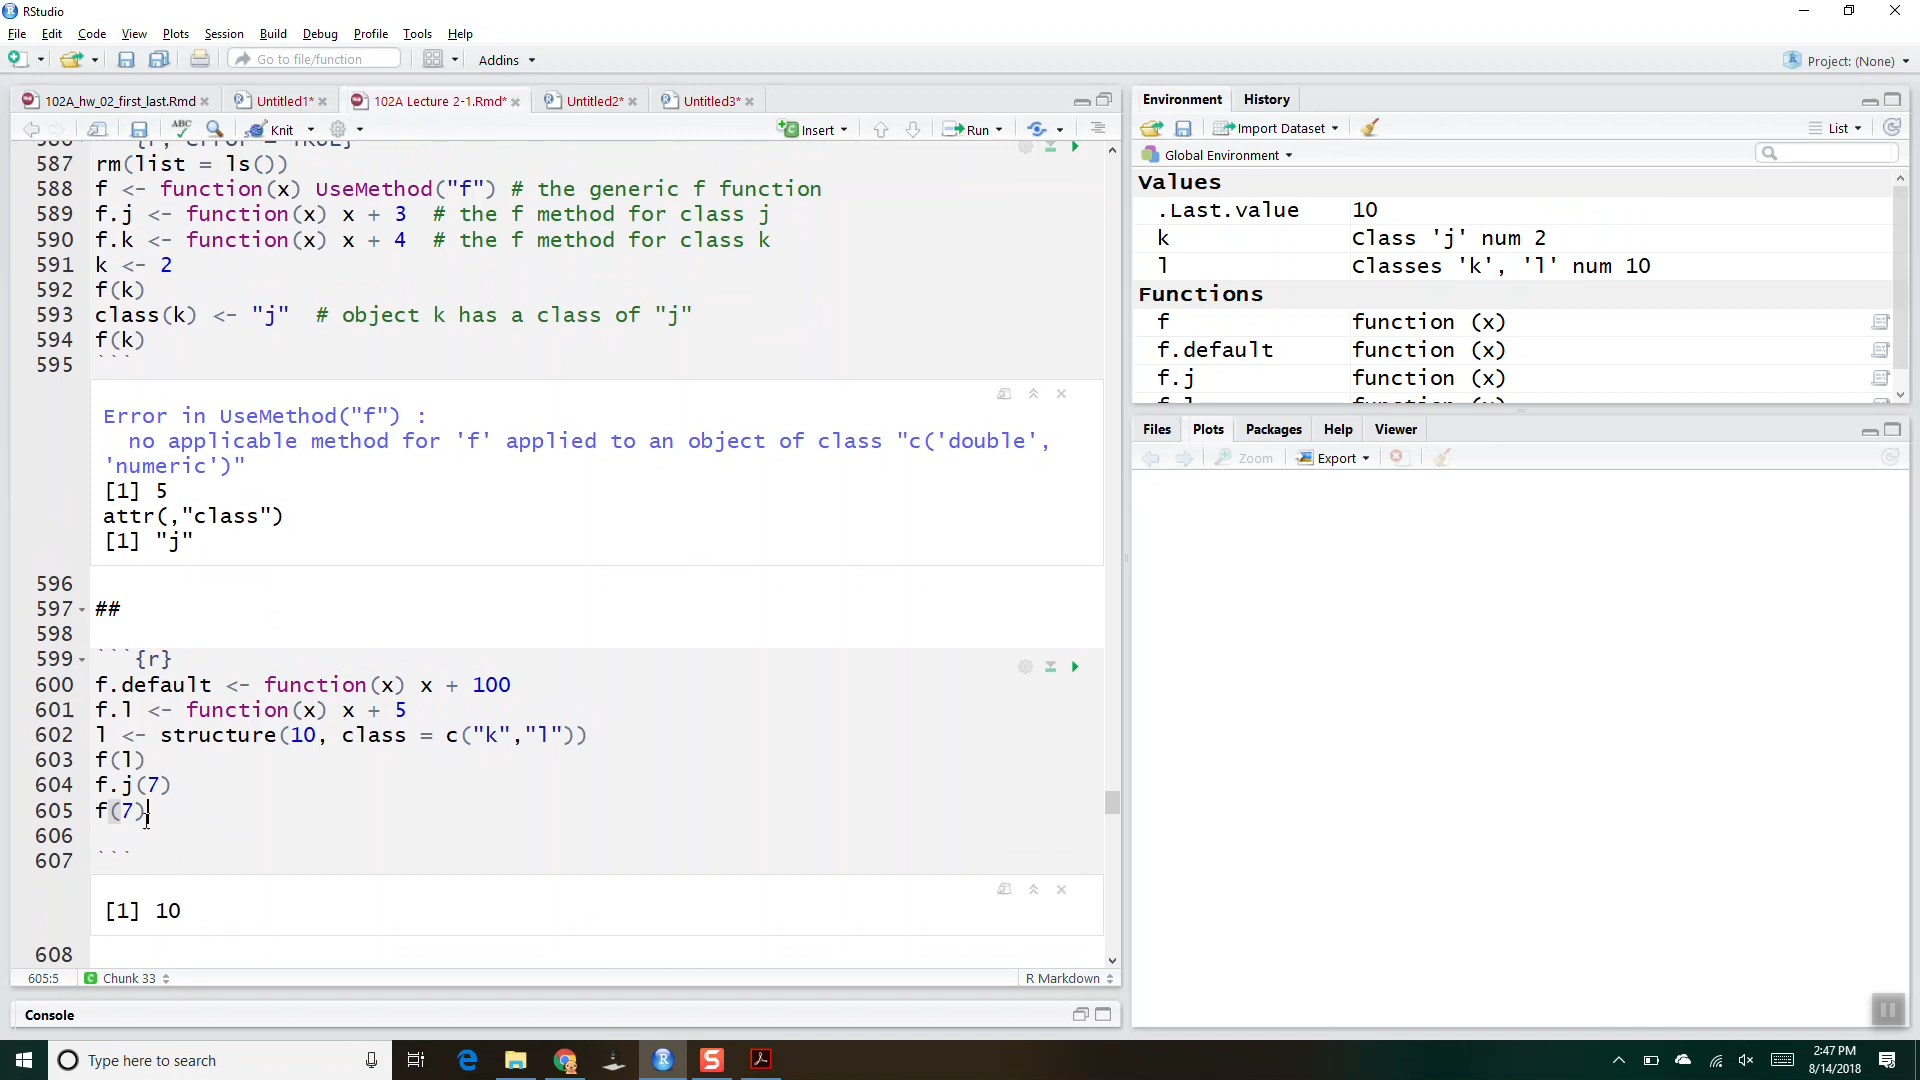 RStudio
File Edit Code View Plots Session Build Debug Profile Tools Help
Go to file/function Addins Project: (None)
102A_hw_02_first_last.Rmd Untitled1* 102A Lecture 2-1.Rmd* Untitled2* Untitled3*
ABC Knit Insert Run
586 ```{r, error = TRUE}
587 rm(list = ls())
588 f <- function(x) UseMethod("f") # the generic f function
589 f.j <- function(x) x + 3 # the f method for class j
590 f.k <- function(x) x + 4 # the f method for class k
591 k <- 2
592 f(k)
593 class(k) <- "j" # object k has a class of "j"
594 f(k)
595 ```
Error in UseMethod("f") :
no applicable method for 'f' applied to an object of class "c('double',
'numeric')"
[1] 5
attr(,"class")
[1] "j"
596
597 ##
598
599 ```{r}
600 f.default <- function(x) x + 100
601 f.l <- function(x) x + 5
602 l <- structure(10, class = c("k","l"))
603 f(l)
604 f.j(7)
605 f(7)
606
607 ```
[1] 10
608
605:5 Chunk 33 R Markdown
Console
Environment History
Import Dataset List
Global Environment
Values
.Last.value 10
k Class 'j' num 2
l Classes 'k', 'l' num 10
Functions
f function (x)
f.default function (x)
f.j function (x)
Files Plots Packages Help Viewer
Zoom Export
Type here to search
2:47 PM
8/14/2018